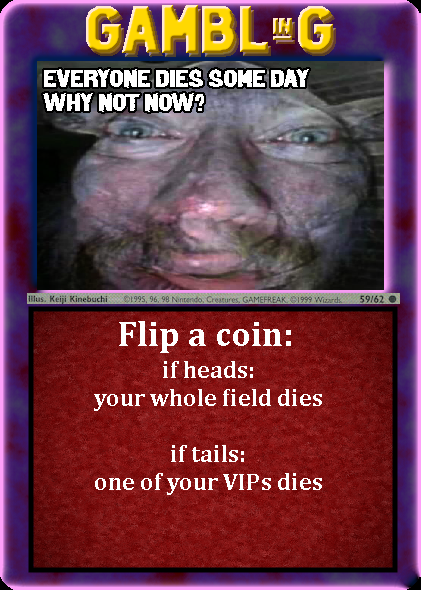 GAMBLING
EVERYONE DIES SOME DAY
WHY NOT NOW?
Illus. Keiji Kinebuchi ©1995, 96, 98 Nintendo, Creatures, GAMEFREAK. ©1999 Wizards. 59/62
Flip a coin:
if heads:
your whole field dies
if tails:
one of your VIPs dies